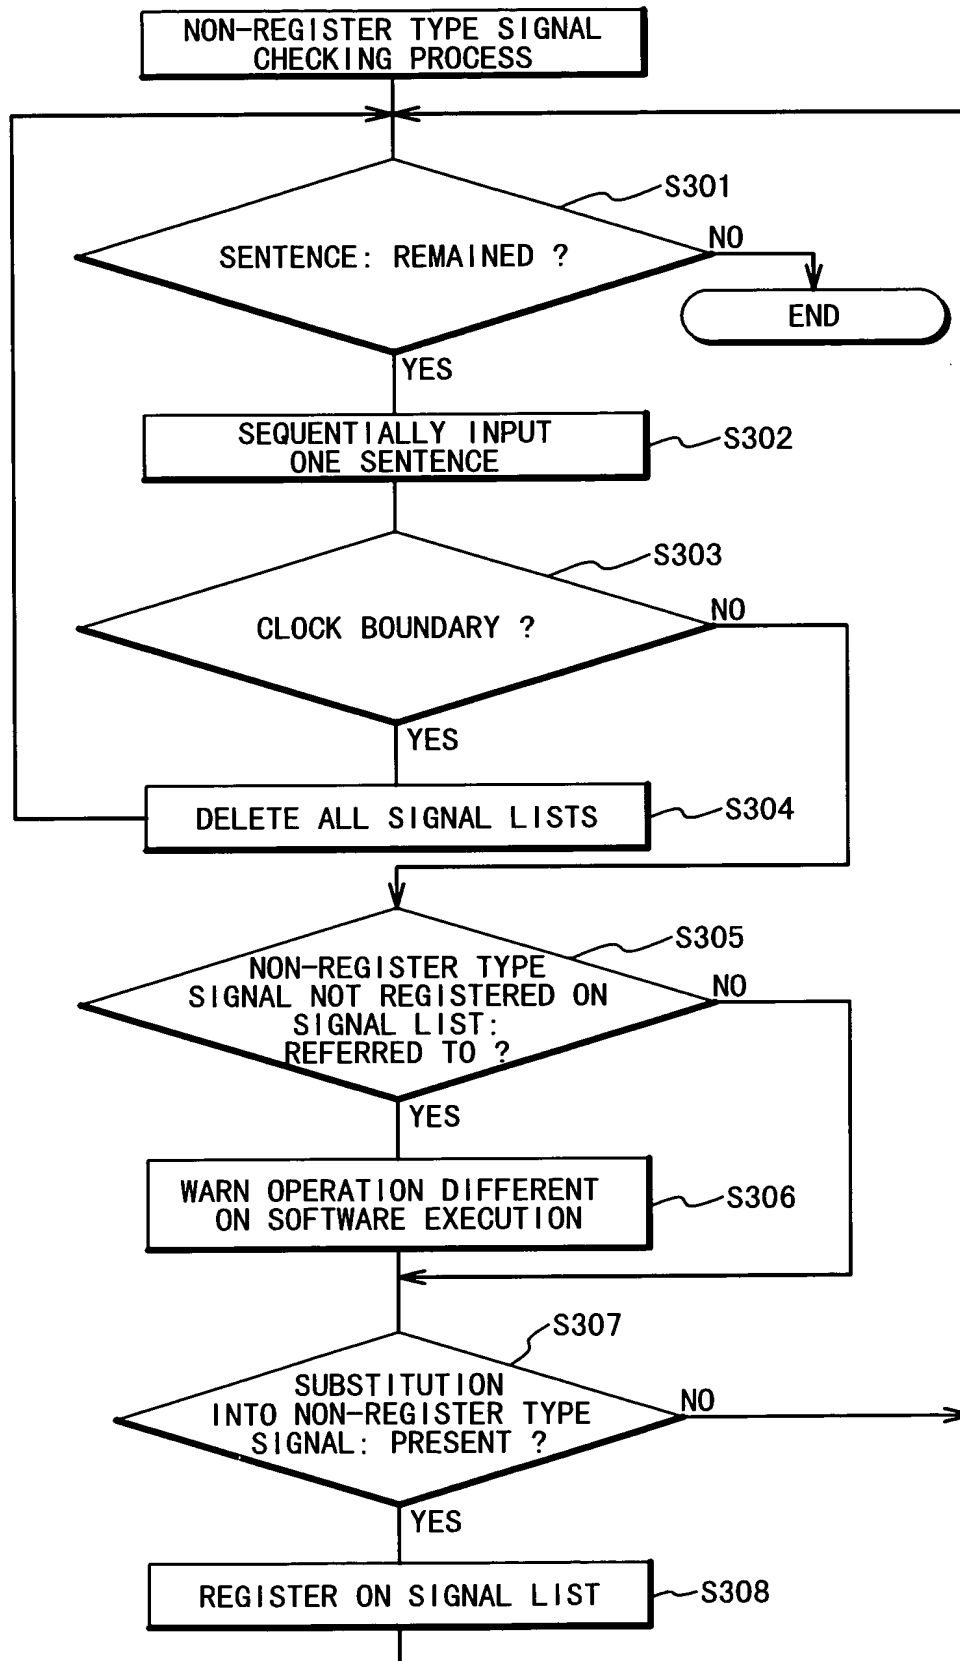 NON-REGISTER TYPE SIGNAL
CHECKING PROCESS
S301
SENTENCE: REMAINED ?
NO
END
YES
SEQUENTIALLY INPUT
ONE SENTENCE
S302
S303
CLOCK BOUNDARY ?
NO
YES
DELETE ALL SIGNAL LISTS
S304
S305
NON-REGISTER TYPE
SIGNAL NOT REGISTERED ON
SIGNAL LIST:
REFERRED TO ?
NO
YES
WARN OPERATION DIFFERENT
ON SOFTWARE EXECUTION
S306
S307
SUBSTITUTION
INTO NON-REGISTER TYPE
SIGNAL: PRESENT ?
NO
YES
REGISTER ON SIGNAL LIST
S308